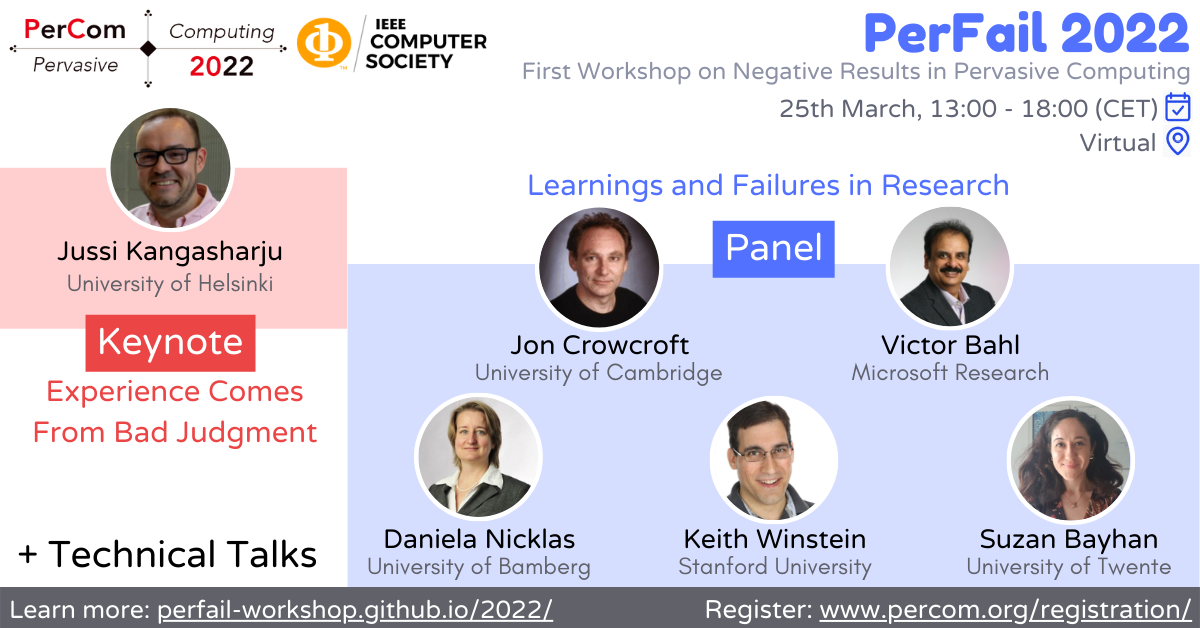 PerCom
Computing
Pervasive
2022
IEEE
COMPUTER
SOCIETY
TM
PerFail 2022
First Workshop on Negative Results in Pervasive Computing
25th March, 13:00 - 18:00 (CET)
Virtual
Jussi Kangasharju
University of Helsinki
Keynote
Experience Comes
From Bad Judgment
+ Technical Talks
Learnings and Failures in Research
Panel
Jon Crowcroft
University of Cambridge
Victor Bahl
Microsoft Research
Daniela Nicklas
University of Bamberg
Keith Winstein
Stanford University
Suzan Bayhan
University of Twente
Learn more: perfail-workshop.github.io/2022/
Register: www.percom.org/registration/